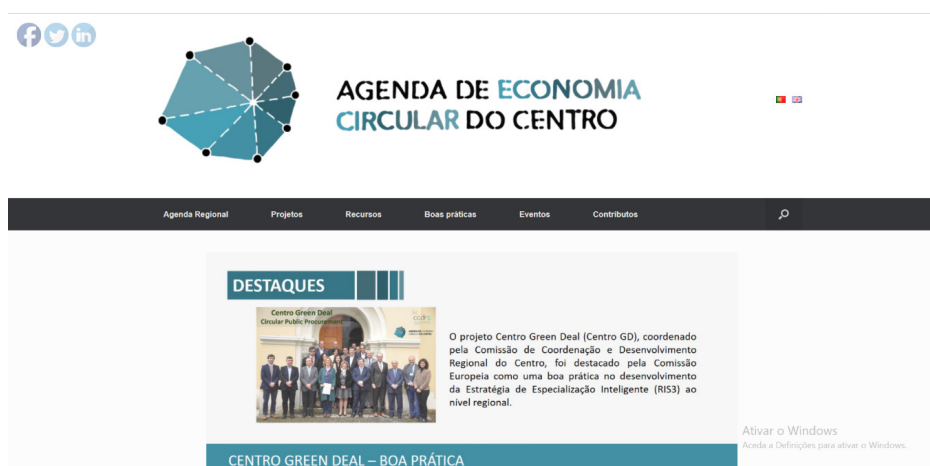 AGENDA DE ECONOMIA
CIRCULAR DO CENTRO
Agenda Regional Projetos Recursos Boas práticas Eventos Contributos
DESTAQUES
Centro Green Deal
Circular Public Procurement
O projeto Centro Green Deal (Centro GD), coordenado
pela Comissão de Coordenação e Desenvolvimento
Regional do Centro, foi destacado pela Comissão
Europeia como uma boa prática no desenvolvimento
da Estratégia de Especialização Inteligente (RIS3) ao
nível regional.
Ativar o Windows
Aceda a Definições para ativar o Windows.
CENTRO GREEN DEAL – BOA PRÁTICA